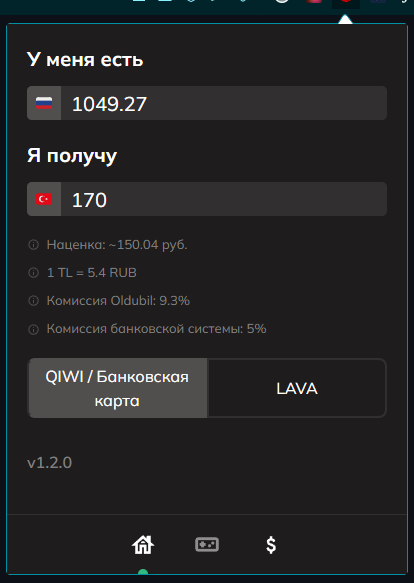 У меня есть
1049.27
Я получу
170
Наценка: ~150.04 руб.
1 TL = 5.4 RUB
Комиссия Oldubil: 9.3%
Комиссия банковской системы: 5%
QIWI / Банковская
карта
LAVA
v1.2.0